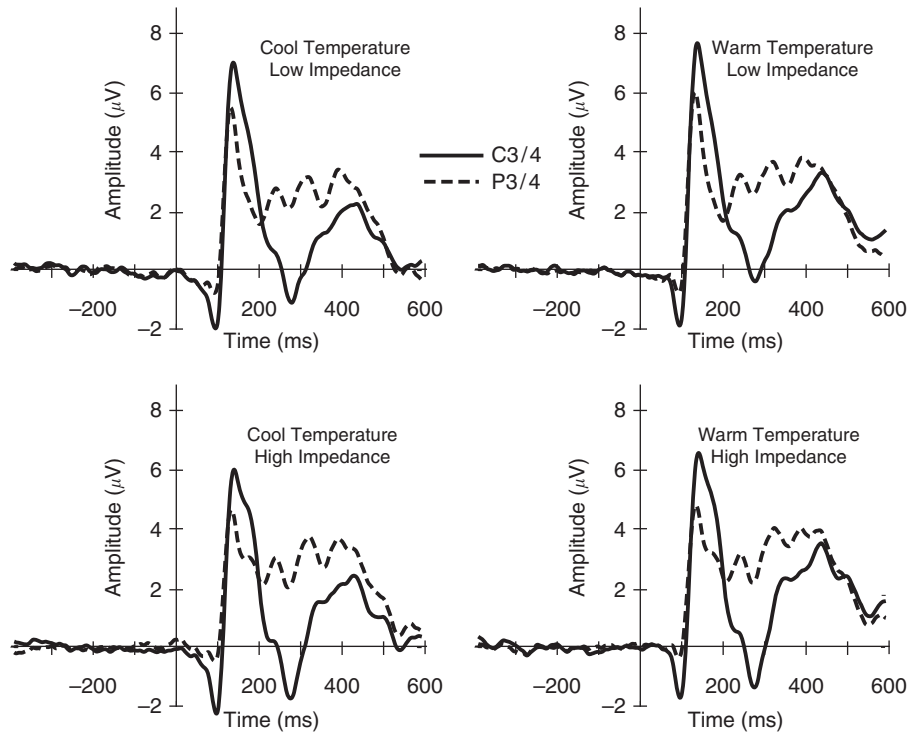 8
Cool Temperature
Low Impedance
6
4
2
−200
200
400
600
−2
Time (ms)
Amplitude (µV)
8
Warm Temperature
Low Impedance
6
4
2
−200
200
400
600
−2
Time (ms)
Amplitude (µV)
C3/4
P3/4
8
Cool Temperature
High Impedance
6
4
2
−200
200
400
600
−2
Time (ms)
Amplitude (µV)
8
Warm Temperature
High Impedance
6
4
2
−200
200
400
600
−2
Time (ms)
Amplitude (µV)